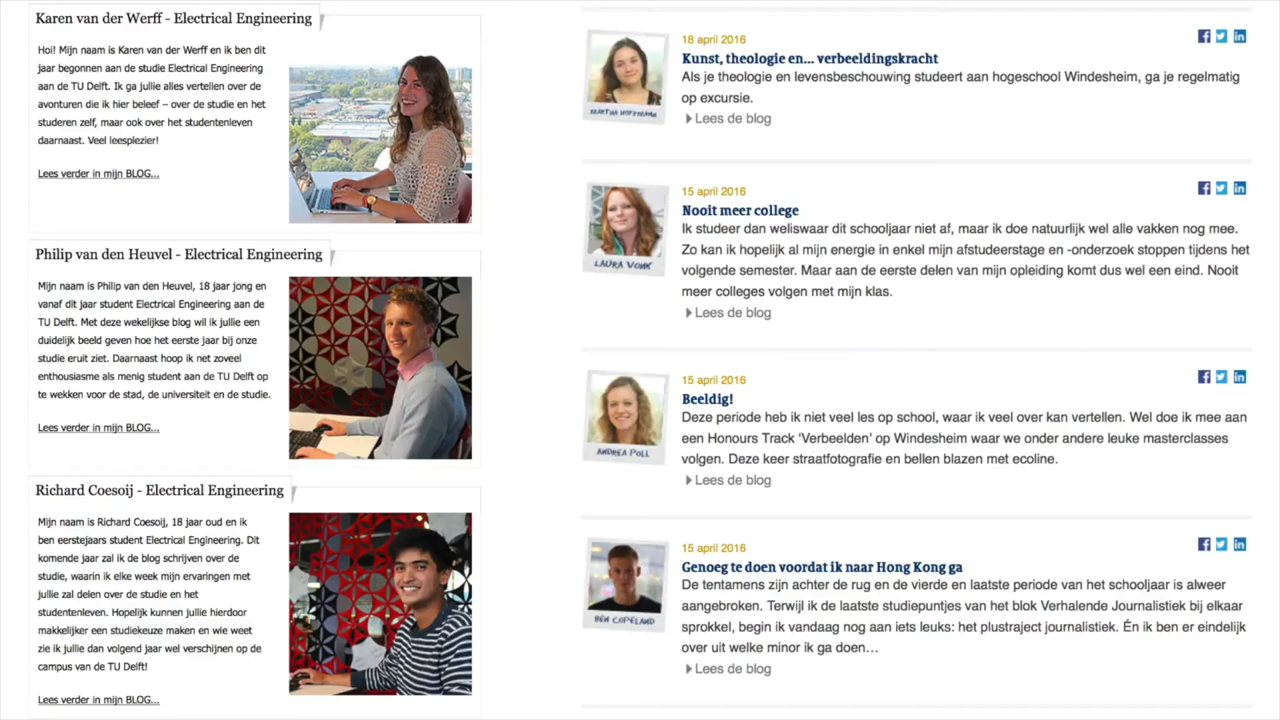 Karen van der Werff - Electrical Engineering
Hoi! Mijn naam is Karen van der Werff en ik ben dit
jaar begonnen aan de studie Electrical Engineering
aan de TU Delft. Ik ga jullie alles vertellen over de
avonturen die ik hier beleef – over de studie en het
studeren zelf, maar ook over het studentenleven
daarnaast. Veel leesplezier!
Lees verder in mijn BLOG...
Philip van den Heuvel - Electrical Engineering
Mijn naam is Philip van den Heuvel, 18 jaar jong en
vanaf dit jaar student Electrical Engineering aan de
TU Delft. Met deze wekelijkse blog wil ik jullie een
duidelijk beeld geven hoe het eerste jaar bij onze
studie eruit ziet. Daarnaast hoop ik net zoveel
enthousiasme als menig student aan de TU Delft op
te wekken voor de stad, de universiteit en de studie.
Lees verder in mijn BLOG...
Richard Coesoij - Electrical Engineering
Mijn naam is Richard Coesoij, 18 jaar oud en ik
ben eerstejaars student Electrical Engineering. Dit
komende jaar zal ik de blog schrijven over de
studie, waarin ik elke week mijn ervaringen met
jullie zal delen over de studie en het
studentenleven. Hopelijk kunnen jullie hierdoor
makkelijker een studiekeuze maken en wie weet
zie ik jullie dan volgend jaar wel verschijnen op de
campus van de TU Delft!
Lees verder in mijn BLOG...
MARTHA HOFFMANN
18 april 2016
Kunst, theologie en... verbeeldingskracht
Als je theologie en levensbeschouwing studeert aan hogeschool Windesheim, ga je regelmatig
op excursie.
Lees de blog
LAURA VONK
15 april 2016
Nooit meer college
Ik studeer dan weliswaar dit schooljaar niet af, maar ik doe natuurlijk wel alle vakken nog mee.
Zo kan ik hopelijk al mijn energie in enkel mijn afstudeerstage en -onderzoek stoppen tijdens het
volgende semester. Maar aan de eerste delen van mijn opleiding komt dus wel een eind. Nooit
meer colleges volgen met mijn klas.
Lees de blog
ANDREA POLL
15 april 2016
Beeldig!
Deze periode heb ik niet veel les op school, waar ik veel over kan vertellen. Wel doe ik mee aan
een Honours Track ‘Verbeelden’ op Windesheim waar we onder andere leuke masterclasses
volgen. Deze keer straatfotografie en bellen blazen met ecoline.
Lees de blog
BEN COPELAND
15 april 2016
Genoeg te doen voordat ik naar Hong Kong ga
De tentamens zijn achter de rug en de vierde en laatste periode van het schooljaar is alweer
aangebroken. Terwijl ik de laatste studiepuntjes van het blok Verhalende Journalistiek bij elkaar
sprokkel, begin ik vandaag nog aan iets leuks: het plustraject journalistiek. Én ik ben er eindelijk
over uit welke minor ik ga doen…
Lees de blog